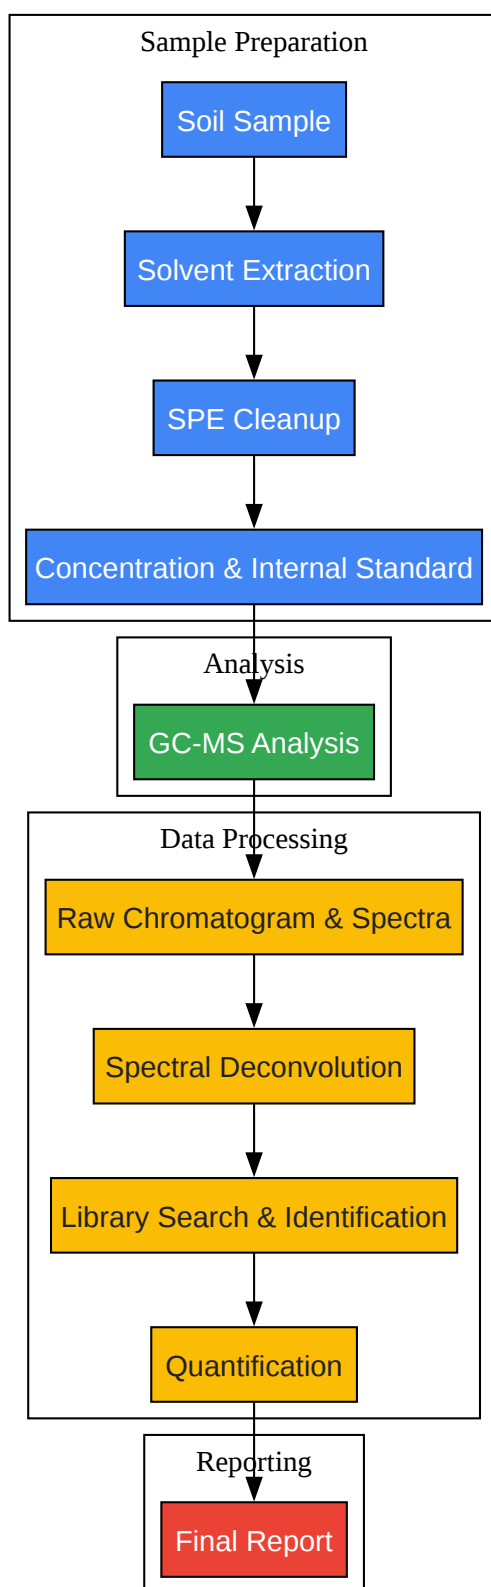 Sample Preparation
Soil Sample
Solvent Extraction
SPE Cleanup
Concentration & Internal Standard
Analysis
GC-MS Analysis
Data Processing
Raw Chromatogram & Spectra
Spectral Deconvolution
Library Search & Identification
Quantification
Reporting
Final Report